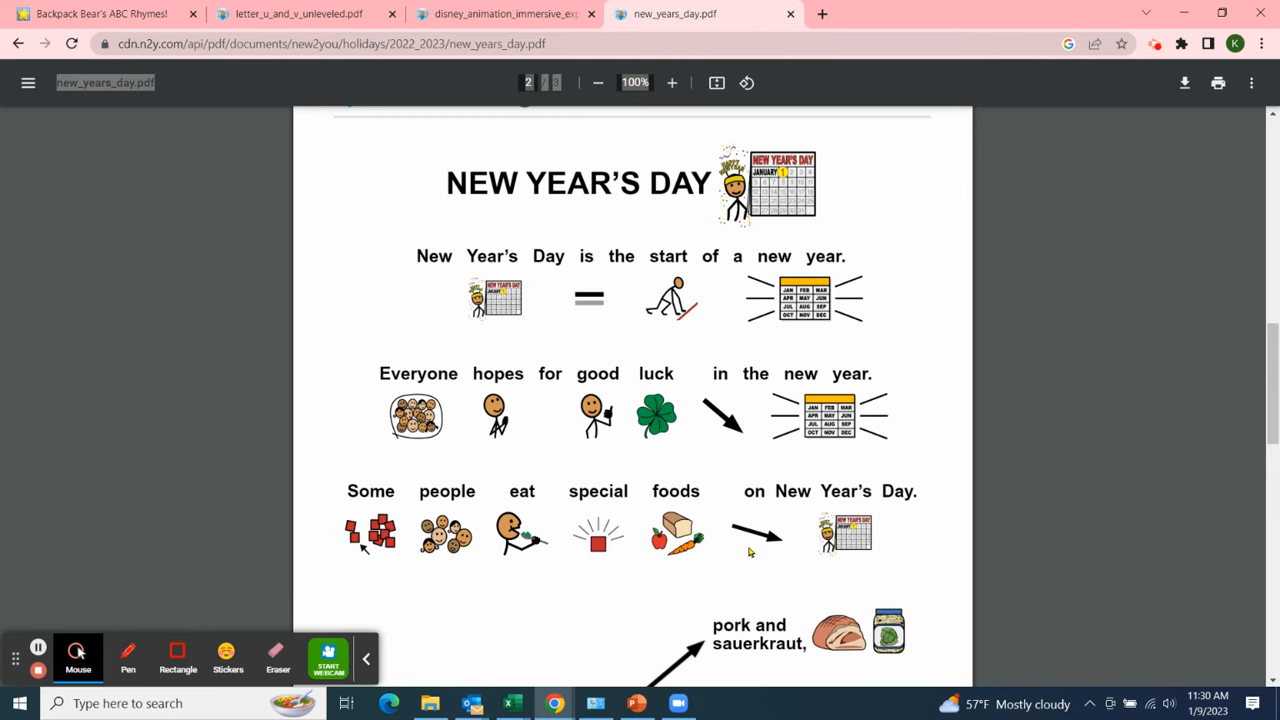 Backpack Bear's ABC Rhymes!
letter_u_and_v_unleveled.pdf
disney_animation_immersive_exp
new_years_day.pdf
cdn.n2y.com/api/pdf/documents/new2you/holidays/2022_2023/new_years_day.pdf
K
new_years_day.pdf
2 / 3
100%
NEW YEAR'S DAY
NEW YEAR'S DAY
JANUARY 1 2 3 4
New Year's Day is the start of a new year.
JAN FEB MAR
APR MAY JUN
JUL AUG SEP
OCT NOV DEC
Everyone hopes for good luck in the new year.
JAN FEB MAR
APR MAY JUN
JUL AUG SEP
OCT NOV DEC
Some people eat special foods on New Year's Day.
pork and
sauerkraut,
Mouse
Pen
Rectangle
Stickers
Eraser
START
WEBCAM
Type here to search
57°F Mostly cloudy
11:30 AM
1/9/2023